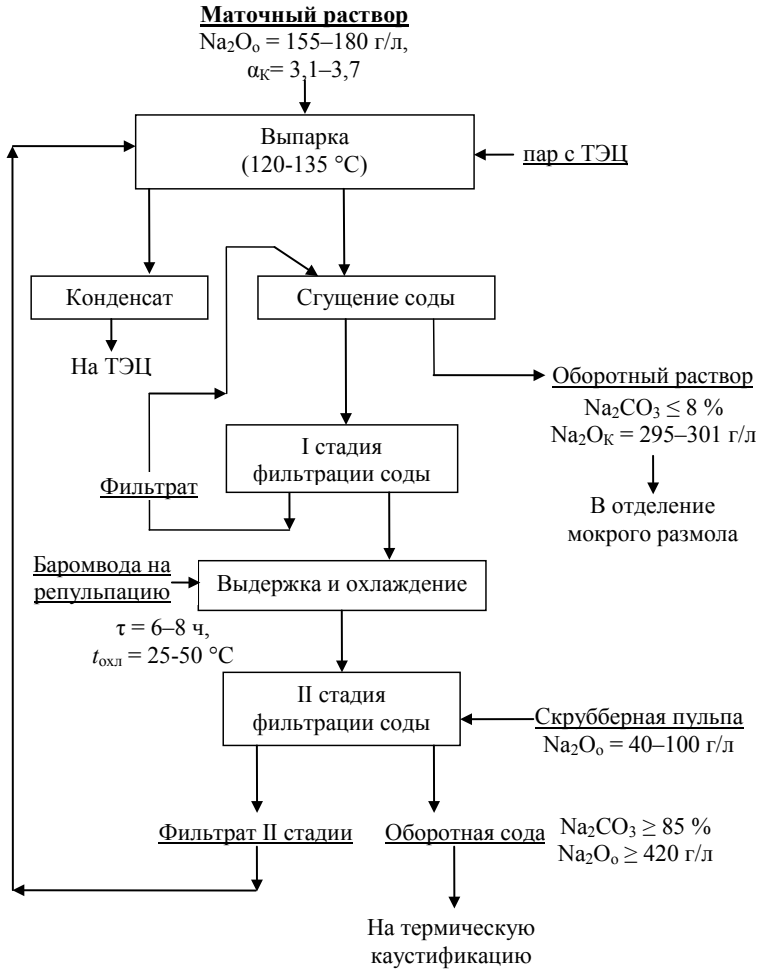 Маточный раствор
Na₂Oₒ = 155–180 г/л,
αК= 3,1–3,7
Выпарка
(120-135 °С)
пар с ТЭЦ
Конденсат
Сгущение соды
На ТЭЦ
Оборотный раствор
Na₂CO₃ ≤ 8 %
Na₂OК = 295–301 г/л
I стадия
фильтрации соды
Фильтрат
В отделение
мокрого размола
Баромвода на
репульпацию
Выдержка и охлаждение
τ = 6–8 ч,
tохл = 25-50 °С
II стадия
фильтрации соды
Скрубберная пульпа
Na₂Oₒ = 40–100 г/л
Фильтрат II стадии
Оборотная сода
Na₂CO₃ ≥ 85 %
Na₂Oₒ ≥ 420 г/л
На термическую
каустификацию